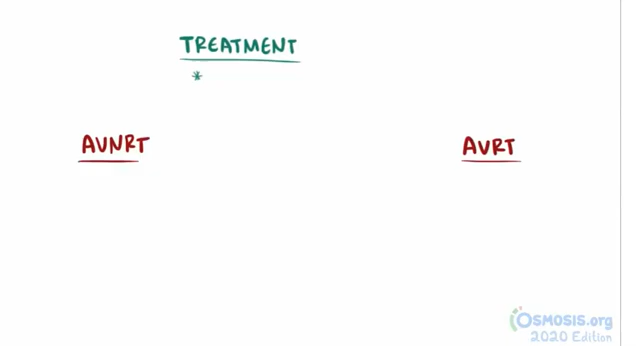 TREATMENT
*
AVNRT
AVRT
OSMOSIS.org
2020 Edition